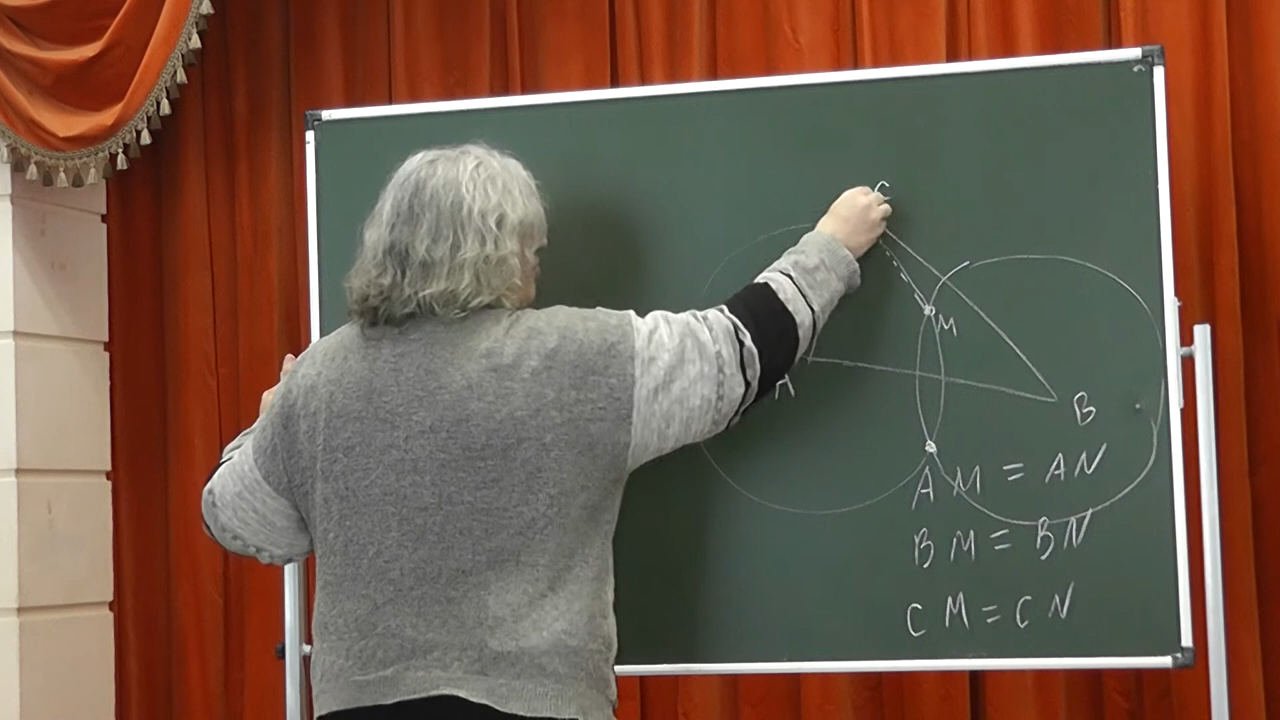 C
M
A
B
AM = AN
BM = BN
CM = CN